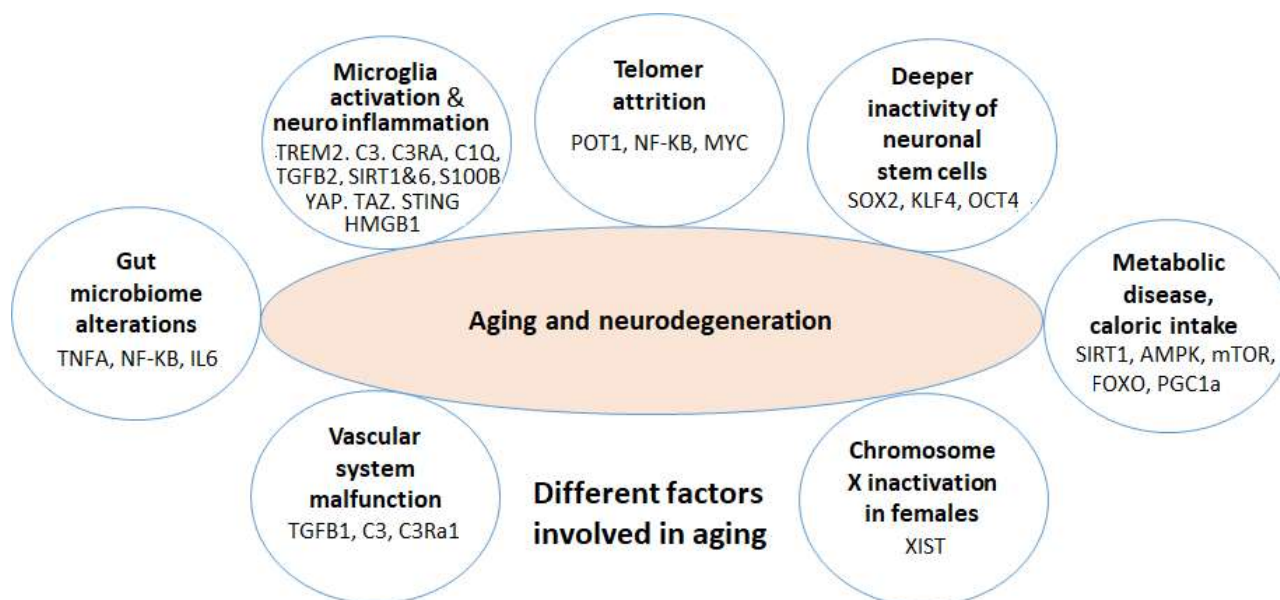 Microglia
activation &
neuro inflammation
TREM2. C3. C3RA, C1Q,
TGFB2, SIRT1&6, S100B
YAP. TAZ. STING
HMGB1
Telomer
attrition
POT1, NF-KB, MYC
Deeper
inactivity of
neuronal
stem cells
SOX2, KLF4, OCT4
Gut
microbiome
alterations
TNFA, NF-KB, IL6
Aging and neurodegeneration
Metabolic
disease,
caloric intake
SIRT1, AMPK, mTOR,
FOXO, PGC1a
Vascular
system
malfunction
TGFB1, C3, C3Ra1
Different factors
involved in aging
Chromosome
X inactivation
in females
XIST